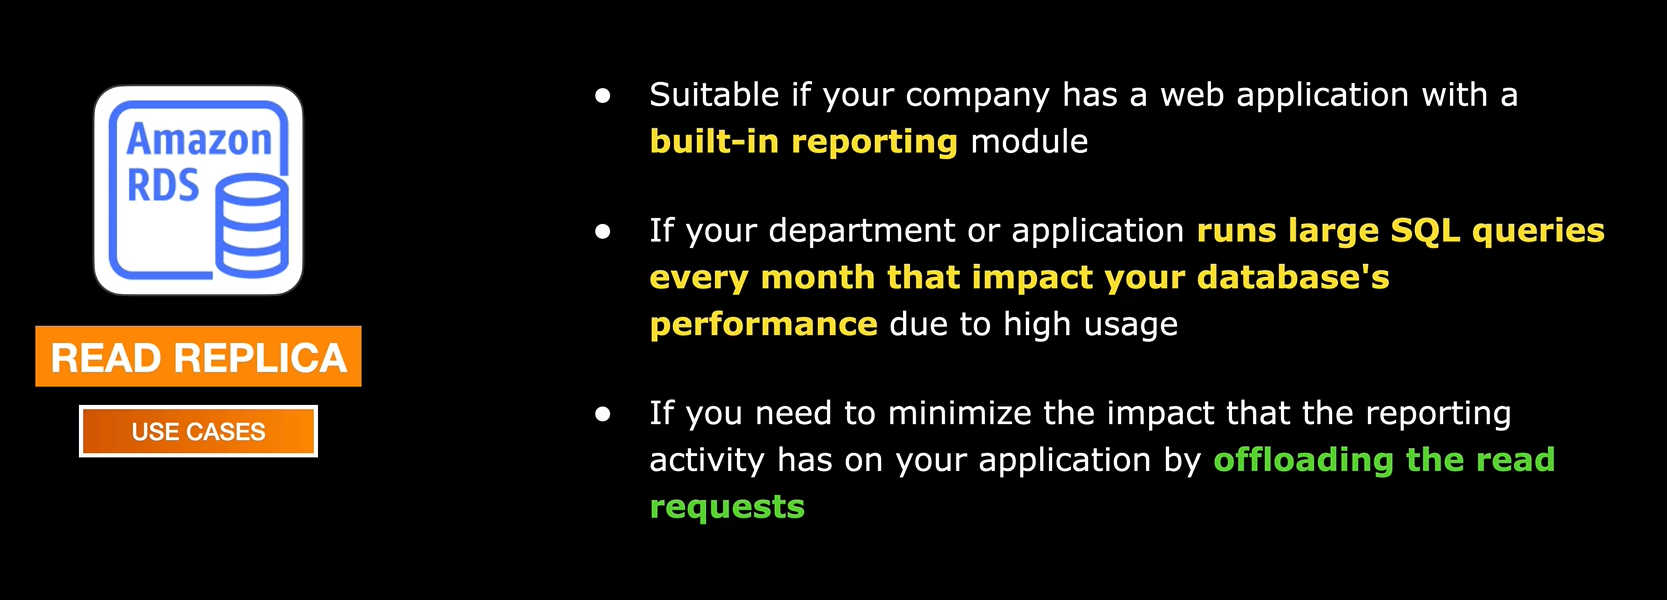 Amazon
RDS
READ REPLICA
USE CASES
● Suitable if your company has a web application with a
built-in reporting module
● If your department or application runs large SQL queries
every month that impact your database's
performance due to high usage
● If you need to minimize the impact that the reporting
activity has on your application by offloading the read
requests